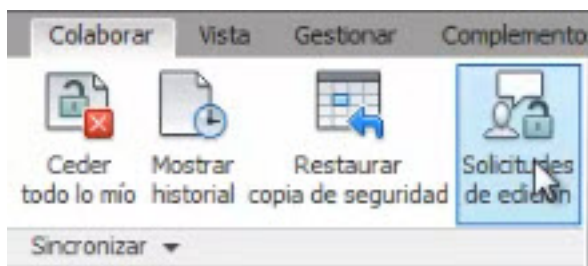 Colaborar Vista Gestionar Complemento
Ceder Mostrar Restaurar Solicitudes
todo lo mío historial copia de seguridad de edición
Sincronizar